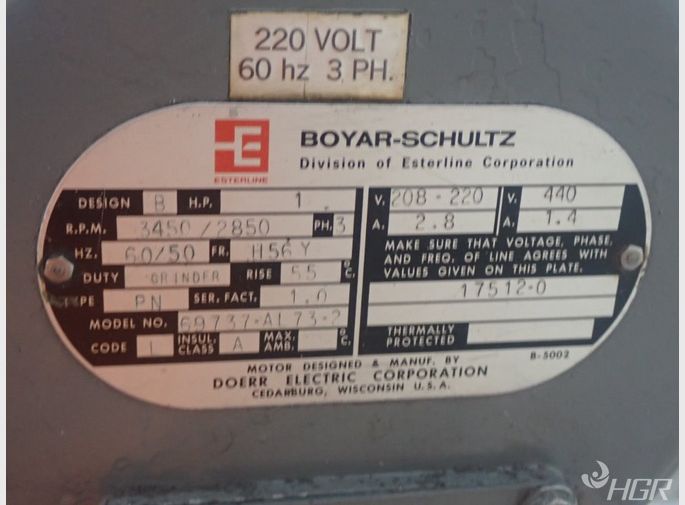 220 VOLT
60 hz 3 PH.
E
ESTERLINE
BOYAR-SCHULTZ
Division of Esterline Corporation
DESIGN B H.P. 1.
R.P.M. 3450/2850 PH. 3
HZ. 60/50 FR. H56Y
DUTY GRINDER RISE 55 °C.
PE PN SER. FACT. 1.0
MODEL NO. 69737-AL73-2
CODE INSUL. CLASS A MAX. AMB. °C.
V. 208-220 V. 440
A. 2.8 A. 1.4
MAKE SURE THAT VOLTAGE, PHASE,
AND FREQ. OF LINE AGREES WITH
VALUES GIVEN ON THIS PLATE.
17512-0
THERMALLY
PROTECTED
B-5002
MOTOR DESIGNED & MANUF. BY
DOERR ELECTRIC CORPORATION
CEDARBURG, WISCONSIN U.S.A.
HGR